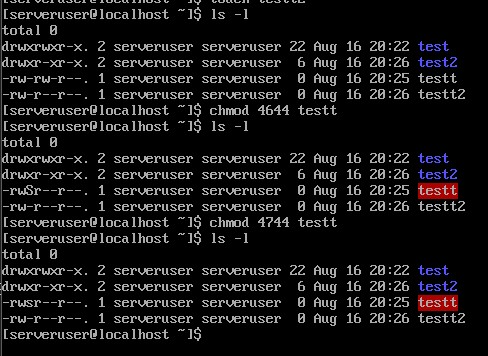 [serveruser@localhost ~]$ ls -l
total 0
drwxrwxr-x. 2 serveruser serveruser 22 Aug 16 20:22 test
drwxr-xr-x. 2 serveruser serveruser  6 Aug 16 20:26 test2
-rw-rw-r--. 1 serveruser serveruser  0 Aug 16 20:25 testt
-rw-r--r--. 1 serveruser serveruser  0 Aug 16 20:26 testt2
[serveruser@localhost ~]$ chmod 4644 testt
[serveruser@localhost ~]$ ls -l
total 0
drwxrwxr-x. 2 serveruser serveruser 22 Aug 16 20:22 test
drwxr-xr-x. 2 serveruser serveruser  6 Aug 16 20:26 test2
-rwSr--r--. 1 serveruser serveruser  0 Aug 16 20:25 testt
-rw-r--r--. 1 serveruser serveruser  0 Aug 16 20:26 testt2
[serveruser@localhost ~]$ chmod 4744 testt
[serveruser@localhost ~]$ ls -l
total 0
drwxrwxr-x. 2 serveruser serveruser 22 Aug 16 20:22 test
drwxr-xr-x. 2 serveruser serveruser  6 Aug 16 20:26 test2
-rwsr--r--. 1 serveruser serveruser  0 Aug 16 20:25 testt
-rw-r--r--. 1 serveruser serveruser  0 Aug 16 20:26 testt2
[serveruser@localhost ~]$